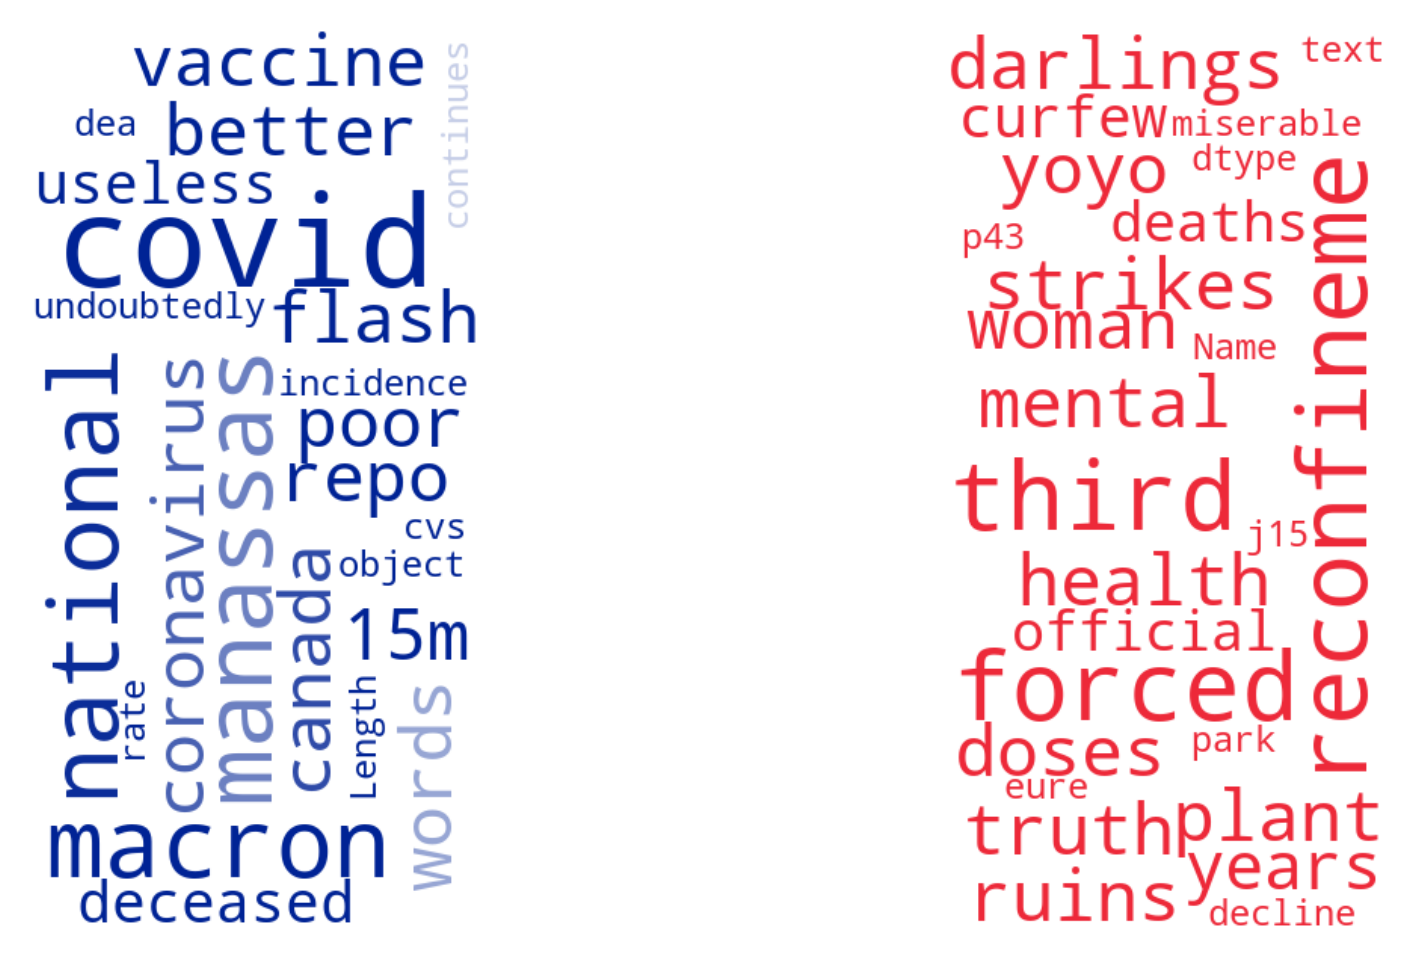 vaccine
continues
dea
better
useless
covid
undoubtedly
flash
national
coronavirus
manassas
incidence
poor
repo
cvs
object
canada
15m
rate
Length
words
macron
deceased
darlings
text
curfew
miserable
yoyo
dtype
reconfineme
p43
deaths
strikes
woman
Name
mental
third
j15
health
official
forced
doses
park
eure
truth
plant
years
ruins
decline